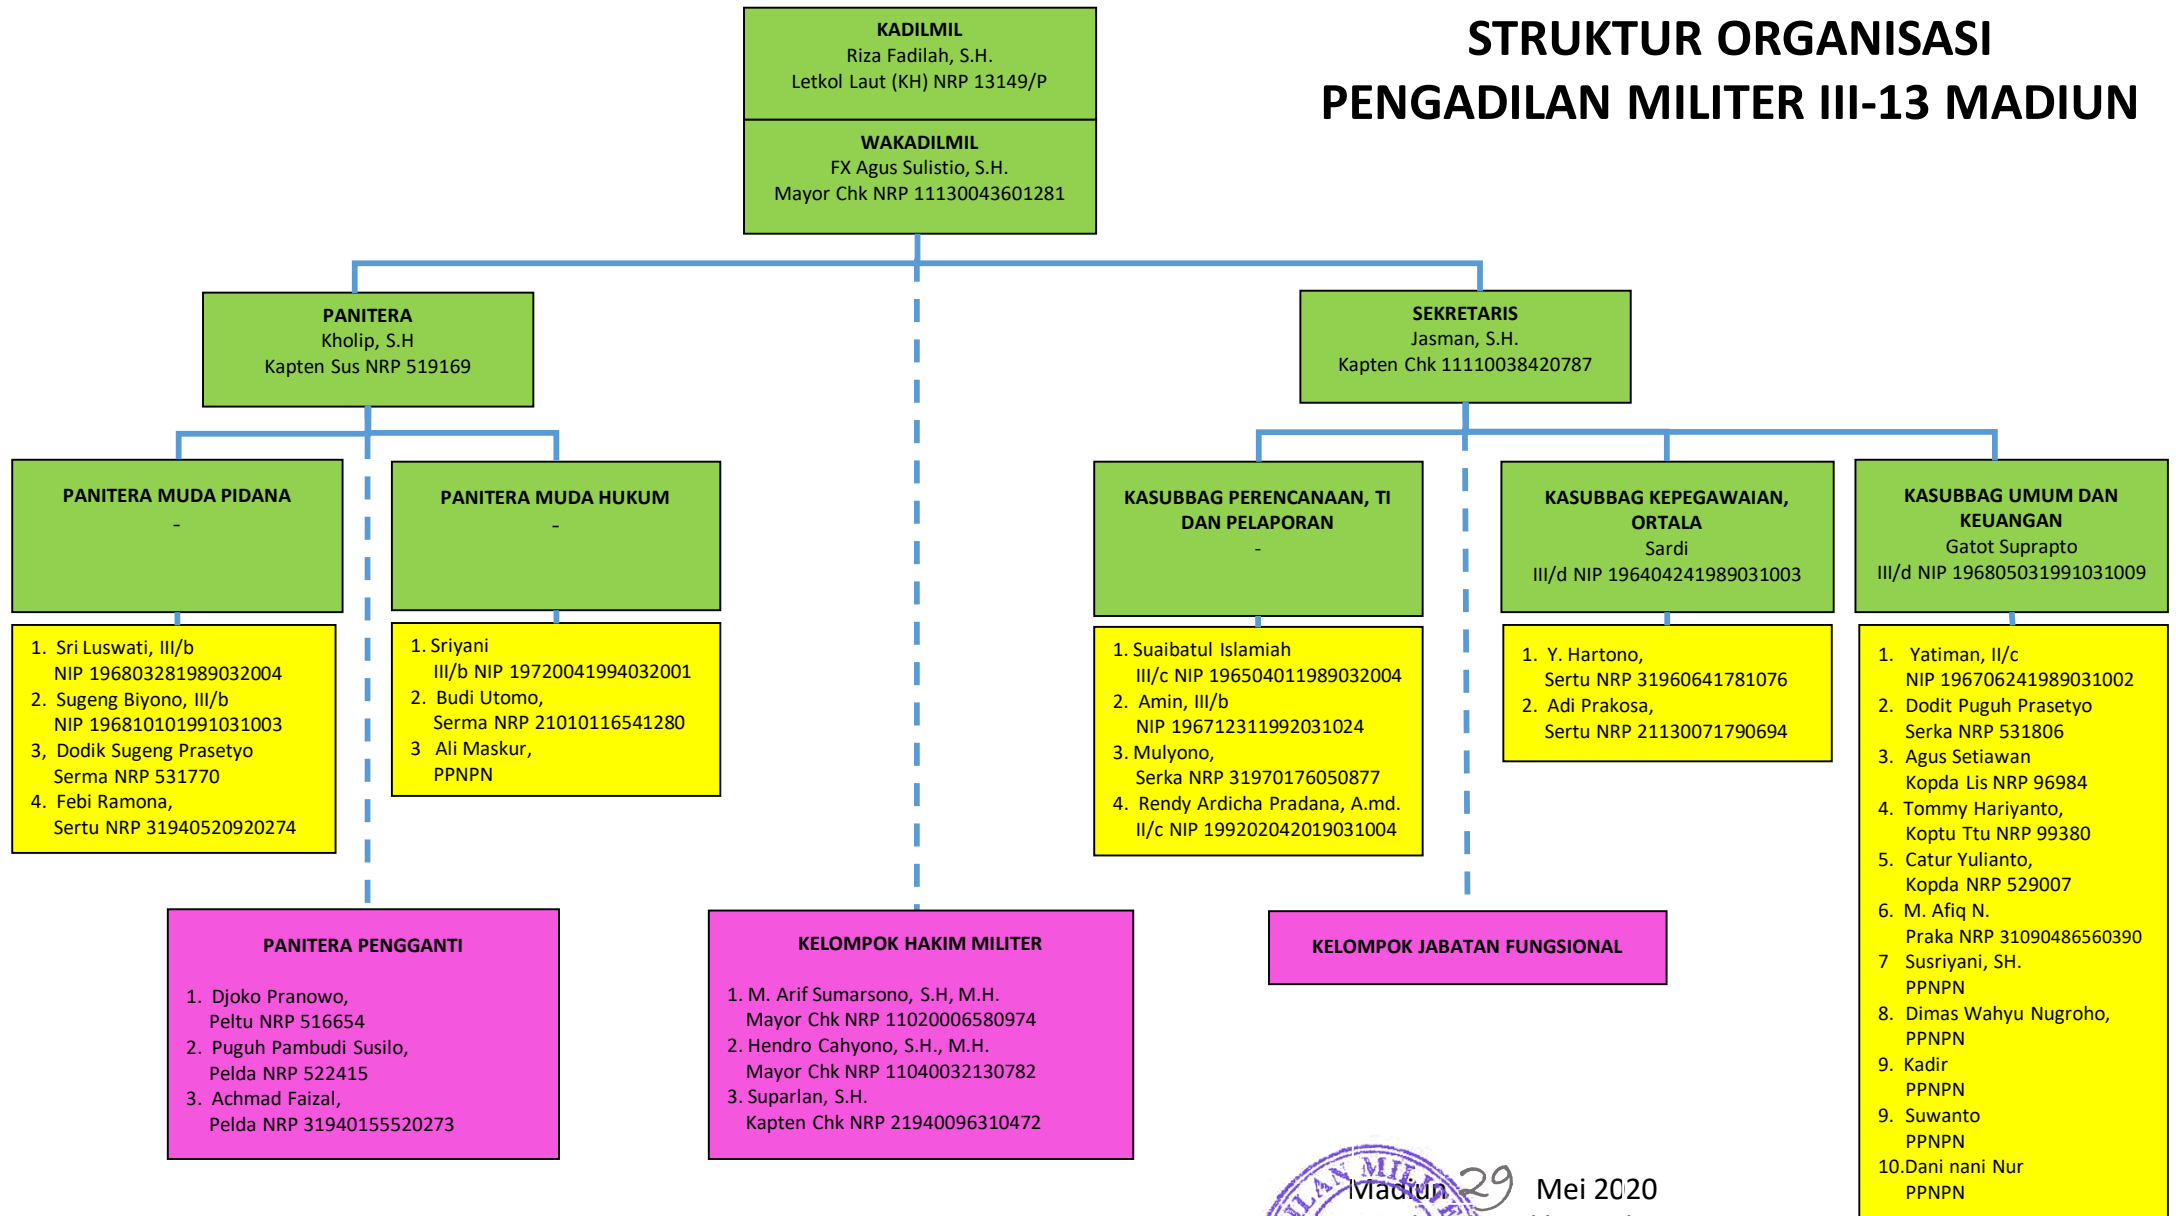 STRUKTUR ORGANISASI
PENGADILAN MILITER III-13 MADIUN
KADILMIL
Riza Fadilah, S.H.
Letkol Laut (KH) NRP 13149/P
WAKADILMIL
FX Agus Sulistio, S.H.
Mayor Chk NRP 11130043601281
PANITERA
Kholip, S.H
Kapten Sus NRP 519169
SEKRETARIS
Jasman, S.H.
Kapten Chk 11110038420787
PANITERA MUDA PIDANA
-
PANITERA MUDA HUKUM
-
KASUBBAG PERENCANAAN, TI
DAN PELAPORAN
-
KASUBBAG KEPEGAWAIAN,
ORTALA
Sardi
III/d NIP 196404241989031003
KASUBBAG UMUM DAN
KEUANGAN
Gatot Suprapto
III/d NIP 196805031991031009
1. Sri Luswati, III/b
NIP 196803281989032004
2. Sugeng Biyono, III/b
NIP 196810101991031003
3, Dodik Sugeng Prasetyo
Serma NRP 531770
4. Febi Ramona,
Sertu NRP 31940520920274
1. Sriyani
III/b NIP 19720041994032001
2. Budi Utomo,
Serma NRP 21010116541280
3 Ali Maskur,
PPNPN
1. Suaibatul Islamiah
III/c NIP 196504011989032004
2. Amin, III/b
NIP 196712311992031024
3. Mulyono,
Serka NRP 31970176050877
4. Rendy Ardicha Pradana, A.md.
II/c NIP 199202042019031004
1. Y. Hartono,
Sertu NRP 31960641781076
2. Adi Prakosa,
Sertu NRP 21130071790694
1. Yatiman, II/c
NIP 196706241989031002
2. Dodit Puguh Prasetyo
Serka NRP 531806
3. Agus Setiawan
Kopda Lis NRP 96984
4. Tommy Hariyanto,
Koptu Ttu NRP 99380
5. Catur Yulianto,
Kopda NRP 529007
6. M. Afiq N.
Praka NRP 31090486560390
7 Susriyani, SH.
PPNPN
8. Dimas Wahyu Nugroho,
PPNPN
9. Kadir
PPNPN
9. Suwanto
PPNPN
10.Dani nani Nur
PPNPN
PANITERA PENGGANTI
1. Djoko Pranowo,
Peltu NRP 516654
2. Puguh Pambudi Susilo,
Pelda NRP 522415
3. Achmad Faizal,
Pelda NRP 31940155520273
KELOMPOK HAKIM MILITER
1. M. Arif Sumarsono, S.H, M.H.
Mayor Chk NRP 11020006580974
2. Hendro Cahyono, S.H., M.H.
Mayor Chk NRP 11040032130782
3. Suparlan, S.H.
Kapten Chk NRP 21940096310472
KELOMPOK JABATAN FUNGSIONAL
Madiun 29 Mei 2020